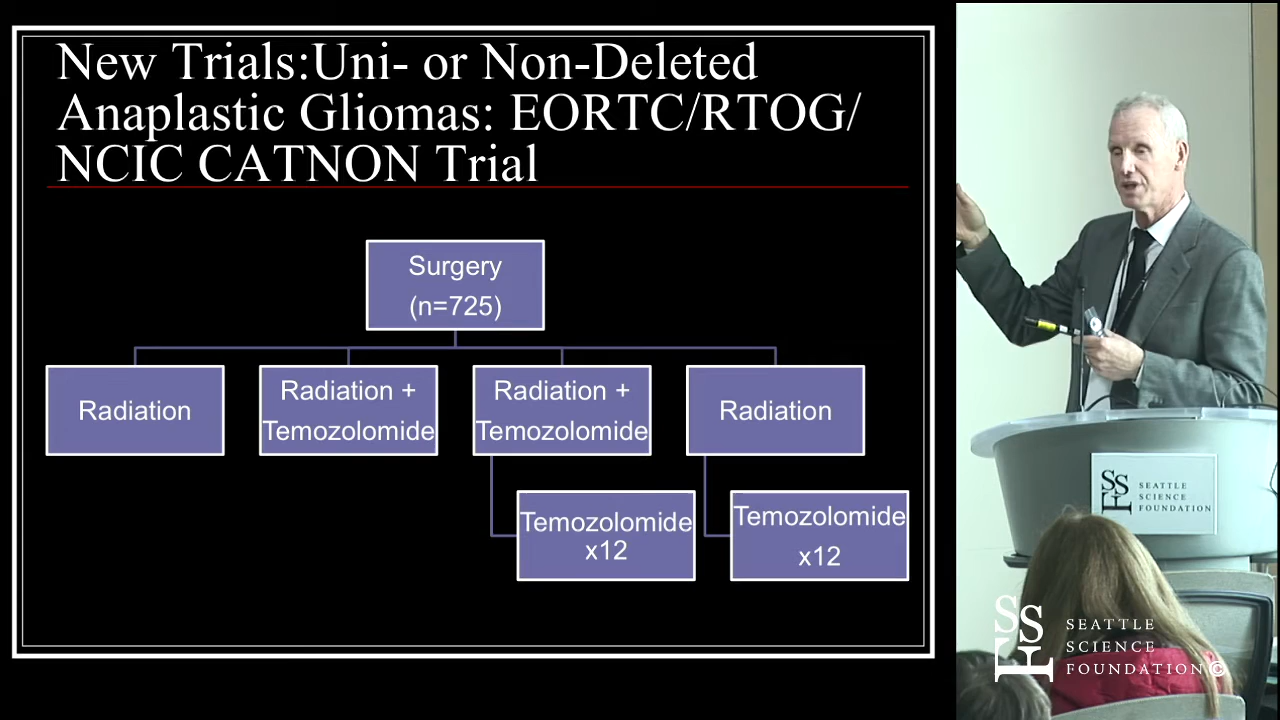 New Trials:Uni- or Non-Deleted
Anaplastic Gliomas: EORTC/RTOG/
NCIC CATNON Trial
Surgery
(n=725)
Radiation
Radiation +
Temozolomide
Radiation +
Temozolomide
Radiation
Temozolomide
x12
Temozolomide
x12
SSF
SEATTLE
SCIENCE
FOUNDATION
SSF
SEATTLE
SCIENCE
FOUNDATION©